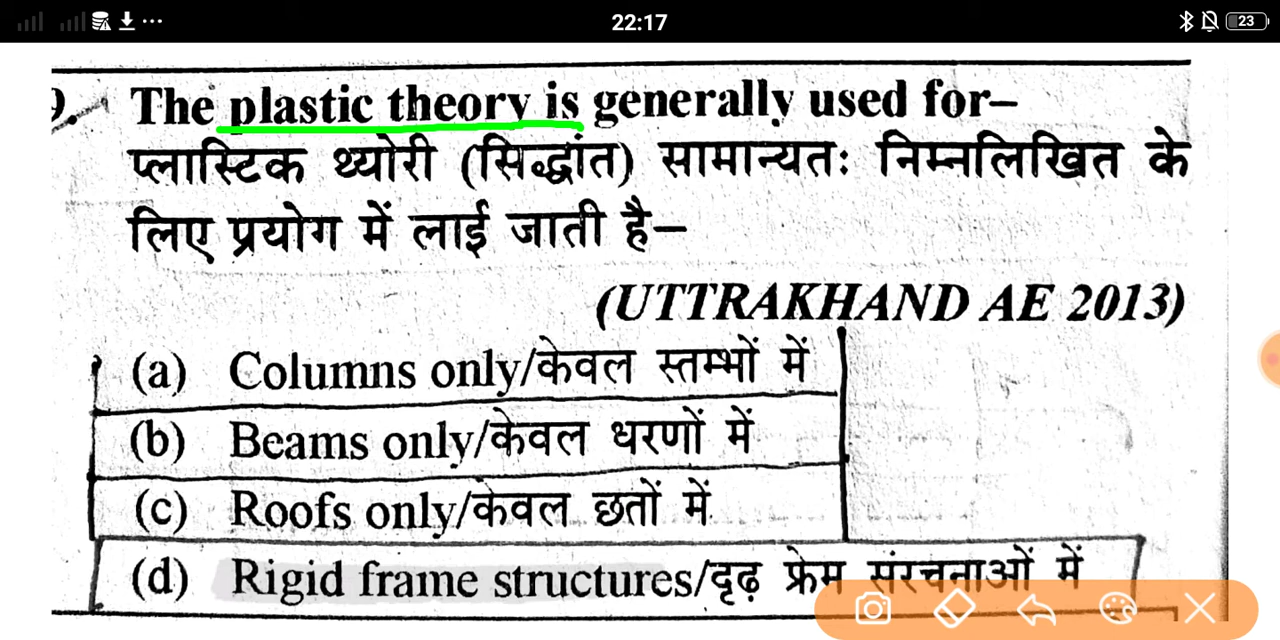 22:17
23
9. The plastic theory is generally used for–
प्लास्टिक थ्योरी (सिद्धांत) सामान्यतः निम्नलिखित के
लिए प्रयोग में लाई जाती है–
(UTTRAKHAND AE 2013)
(a) Columns only/केवल स्तम्भों में
(b) Beams only/केवल धरणों में
(c) Roofs only/केवल छतों में
(d) Rigid frame structures/दृढ़ फ्रेम संरचनाओं में